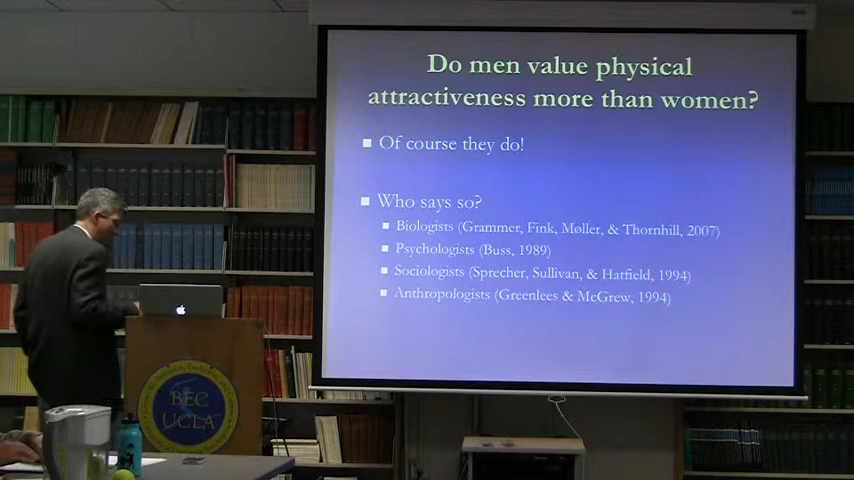 Do men value physical
attractiveness more than women?
Of course they do!
Who says so?
Biologists (Grammer, Fink, Møller, & Thornhill, 2007)
Psychologists (Buss, 1989)
Sociologists (Sprecher, Sullivan, & Hatfield, 1994)
Anthropologists (Greenlees & McGrew, 1994)
BEC
UCLA